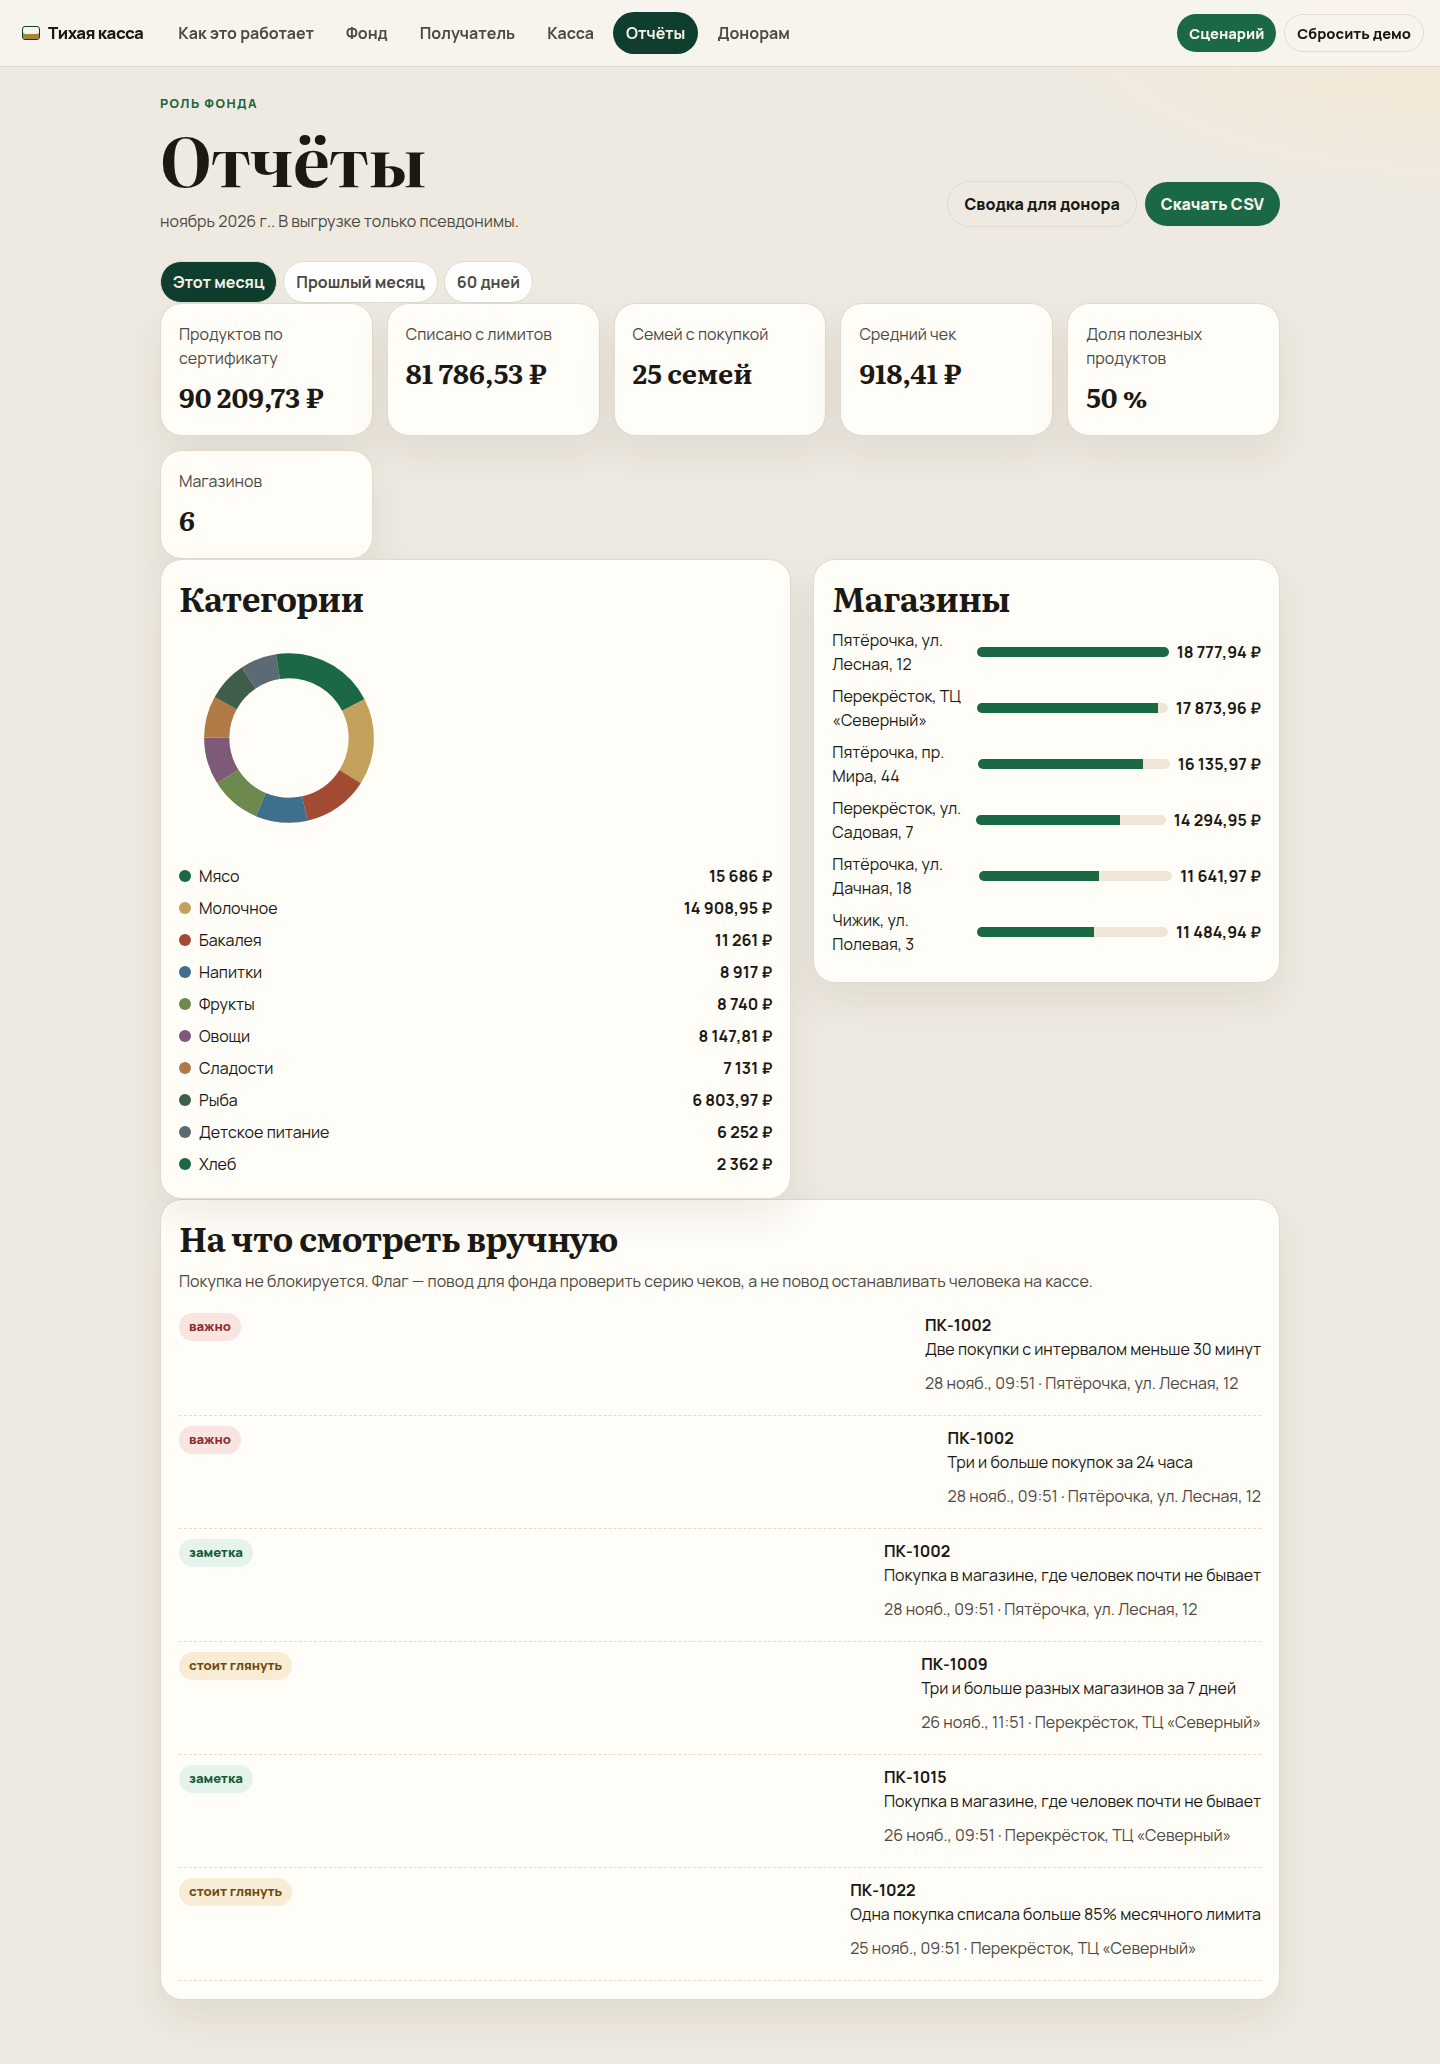 Тихая касса
Как это работает
Фонд
Получатель
Касса
Отчёты
Донорам
Сценарий
Сбросить демо
РОЛЬ ФОНДА
Отчёты
ноябрь 2026 г.. В выгрузке только псевдонимы.
Сводка для донора
Скачать CSV
Этот месяц
Прошлый месяц
60 дней
Продуктов по
сертификату
90 209,73 ₽
Списано с лимитов
81 786,53 ₽
Семей с покупкой
25 семей
Средний чек
918,41 ₽
Доля полезных
продуктов
50 %
Магазинов
6
Категории
Мясо 15 686 ₽
Молочное 14 908,95 ₽
Бакалея 11 261 ₽
Напитки 8 917 ₽
Фрукты 8 740 ₽
Овощи 8 147,81 ₽
Сладости 7 131 ₽
Рыба 6 803,97 ₽
Детское питание 6 252 ₽
Хлеб 2 362 ₽
Магазины
Пятёрочка, ул.
Лесная, 12
18 777,94 ₽
Перекрёсток, ТЦ
«Северный»
17 873,96 ₽
Пятёрочка, пр.
Мира, 44
16 135,97 ₽
Перекрёсток, ул.
Садовая, 7
14 294,95 ₽
Пятёрочка, ул.
Дачная, 18
11 641,97 ₽
Чижик, ул.
Полевая, 3
11 484,94 ₽
На что смотреть вручную
Покупка не блокируется. Флаг — повод для фонда проверить серию чеков, а не повод останавливать человека на кассе.
важно
ПК-1002
Две покупки с интервалом меньше 30 минут
28 нояб., 09:51 · Пятёрочка, ул. Лесная, 12
важно
ПК-1002
Три и больше покупок за 24 часа
28 нояб., 09:51 · Пятёрочка, ул. Лесная, 12
заметка
ПК-1002
Покупка в магазине, где человек почти не бывает
28 нояб., 09:51 · Пятёрочка, ул. Лесная, 12
стоит глянуть
ПК-1009
Три и больше разных магазинов за 7 дней
26 нояб., 11:51 · Перекрёсток, ТЦ «Северный»
заметка
ПК-1015
Покупка в магазине, где человек почти не бывает
26 нояб., 09:51 · Перекрёсток, ТЦ «Северный»
стоит глянуть
ПК-1022
Одна покупка списала больше 85% месячного лимита
25 нояб., 09:51 · Перекрёсток, ТЦ «Северный»